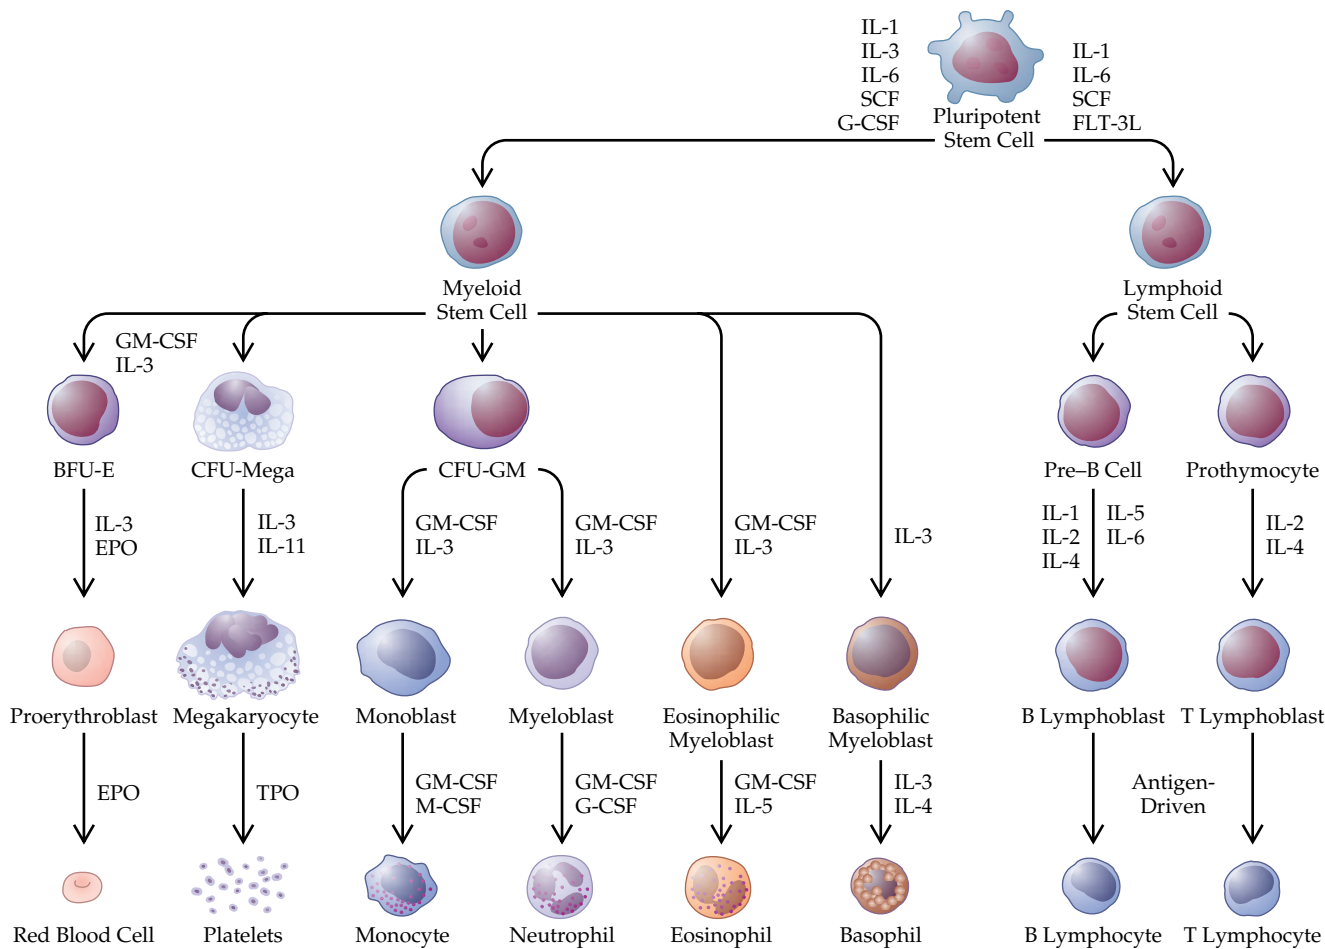 IL-1
IL-3
IL-6
SCF
G-CSF
IL-1
IL-6
SCF
FLT-3L
Pluripotent
Stem Cell
Myeloid
Stem Cell
Lymphoid
Stem Cell
GM-CSF
IL-3
BFU-E
CFU-Mega
CFU-GM
Pre–B Cell
Prothymocyte
IL-3
EPO
IL-3
IL-11
GM-CSF
IL-3
GM-CSF
IL-3
GM-CSF
IL-3
IL-3
IL-1
IL-2
IL-4
IL-5
IL-6
IL-2
IL-4
Proerythroblast
Megakaryocyte
Monoblast
Myeloblast
Eosinophilic
Myeloblast
Basophilic
Myeloblast
B Lymphoblast
T Lymphoblast
EPO
TPO
GM-CSF
M-CSF
GM-CSF
G-CSF
GM-CSF
IL-5
IL-3
IL-4
Antigen-
Driven
Red Blood Cell
Platelets
Monocyte
Neutrophil
Eosinophil
Basophil
B Lymphocyte
T Lymphocyte